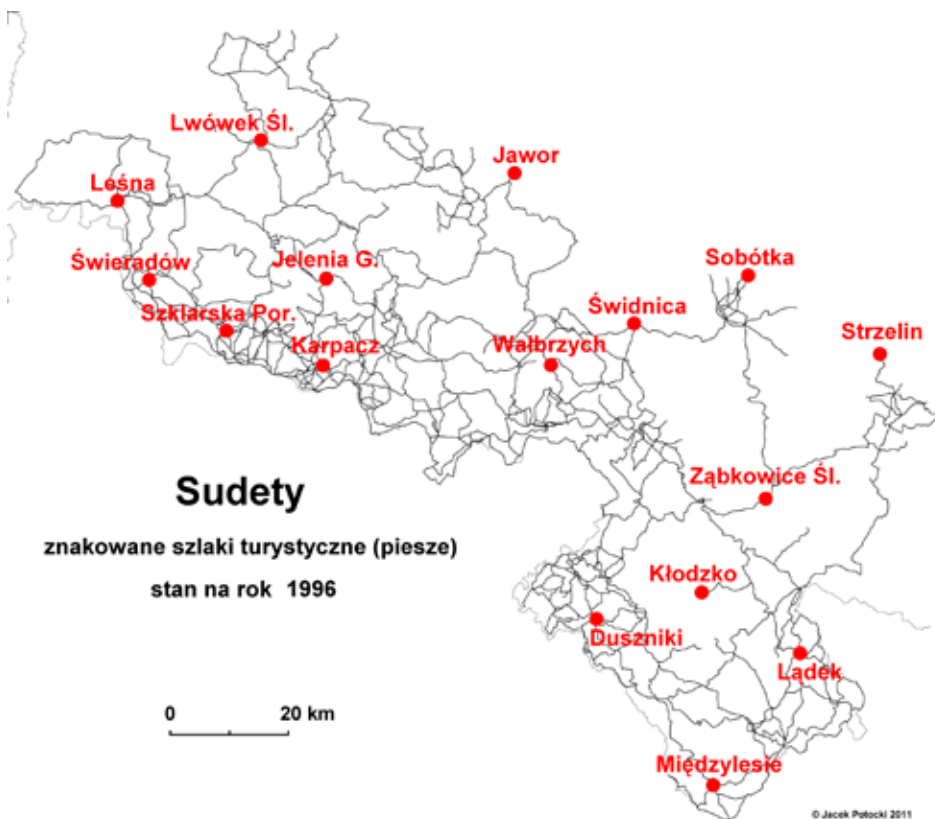 Lwówek Śl.
Jawor
Leśna
Sobótka
Świeradów
Jelenia G.
Świdnica
Szklarska Por.
Strzelin
Karpacz
Wałbrzych
Ząbkowice Śl.
Sudety
znakowane szlaki turystyczne (piesze)
stan na rok 1996
Kłodzko
Duszniki
Lądek
0 20 km
Międzylesie
© Jacek Potocki 2011